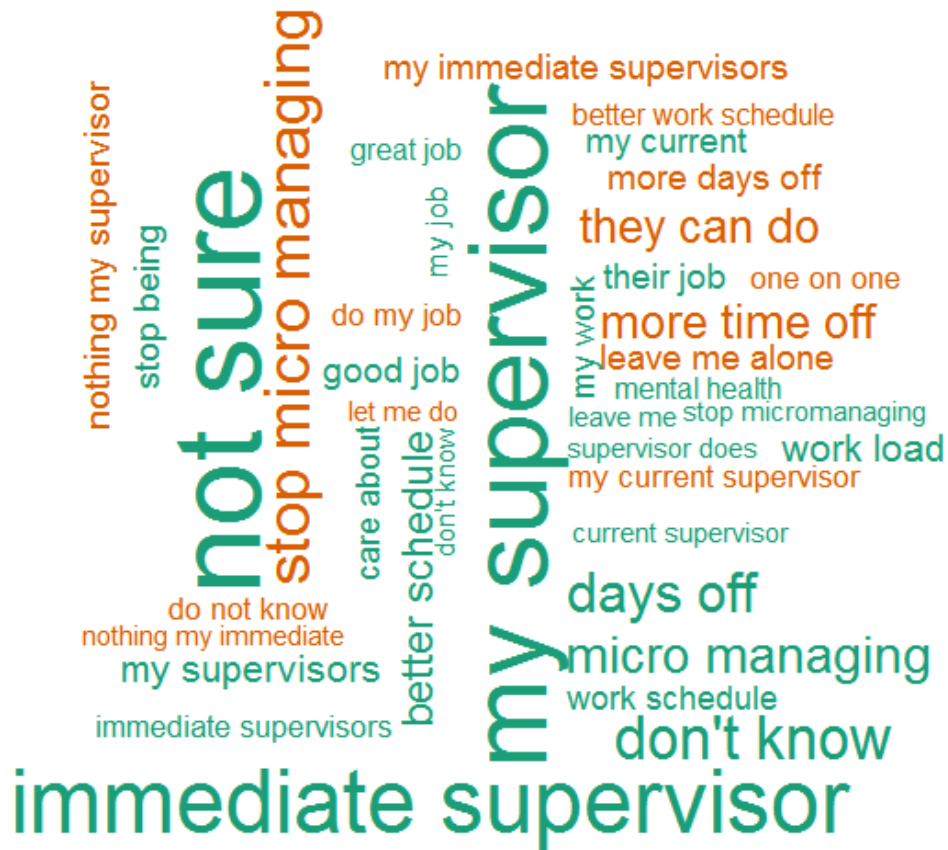 my immediate supervisors
better work schedule
my current
great job
more days off
they can do
my job
their job
one on one
nothing my supervisor
stop being
not sure
stop micro managing
my supervisor
my work
more time off
do my job
leave me alone
good job
mental health
let me do
leave me
stop micromanaging
care about
better schedule
don't know
supervisor does
work load
my current supervisor
current supervisor
days off
do not know
nothing my immediate
my supervisors
micro managing
work schedule
immediate supervisors
don't know
immediate supervisor